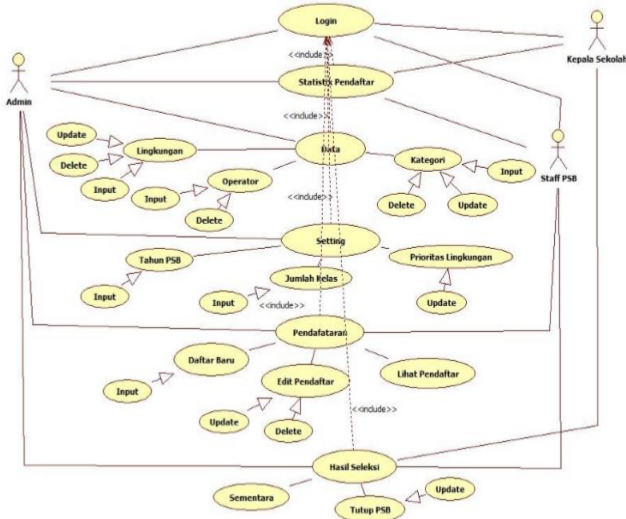 Login
<<include>>
Kepala Sekolah
Admin
Statistix Pendaftar
<<include>>
Staff PSB
Update
Lingkungan
Data
Kategori
Delete
Input
Operator
Input
Input
Delete
Delete
Update
<<include>>
Setting
Tahun PSB
Prioritas Lingkungan
Jumlah Kelas
Input
Input
Update
<<include>>
Pendafataran
Daftar Baru
Lihat Pendaftar
Edit Pendaftar
Input
Update
Delete
<<include>>
Hasil Seleksi
Sementara
Update
Tutup PSB